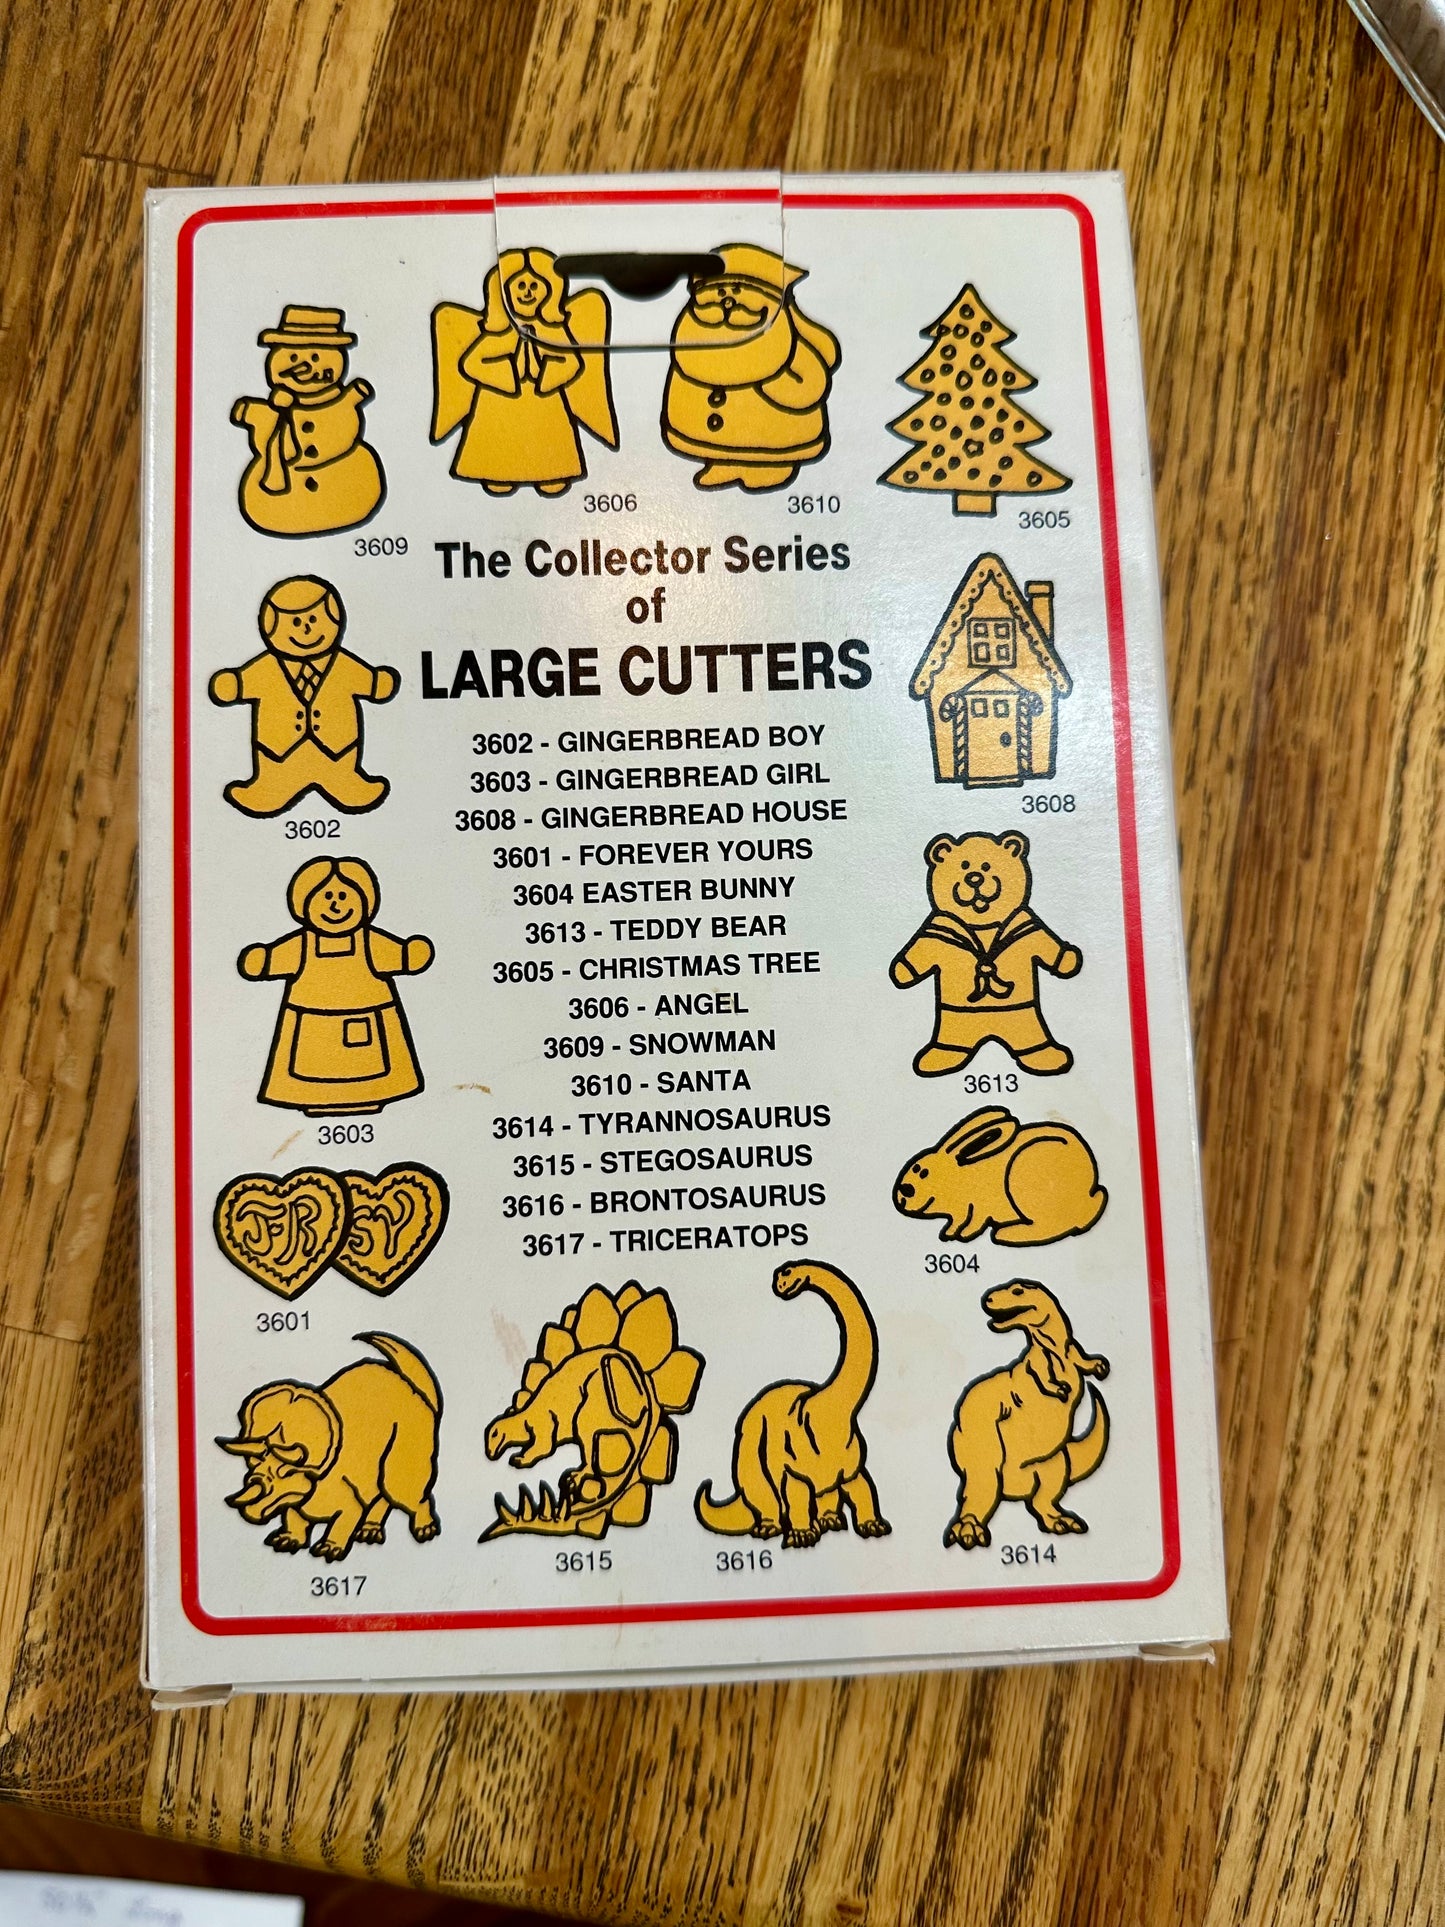 3606
3610
3605
3609
The Collector Series
of
LARGE CUTTERS
3602 - GINGERBREAD BOY
3603 - GINGERBREAD GIRL
3608 - GINGERBREAD HOUSE
3601 - FOREVER YOURS
3604 EASTER BUNNY
3613 - TEDDY BEAR
3605 - CHRISTMAS TREE
3606 - ANGEL
3609 - SNOWMAN
3610 - SANTA
3614 - TYRANNOSAURUS
3615 - STEGOSAURUS
3616 - BRONTOSAURUS
3617 - TRICERATOPS
3602
3608
3603
3613
J-R
3601
3604
3617
3615
3616
3614